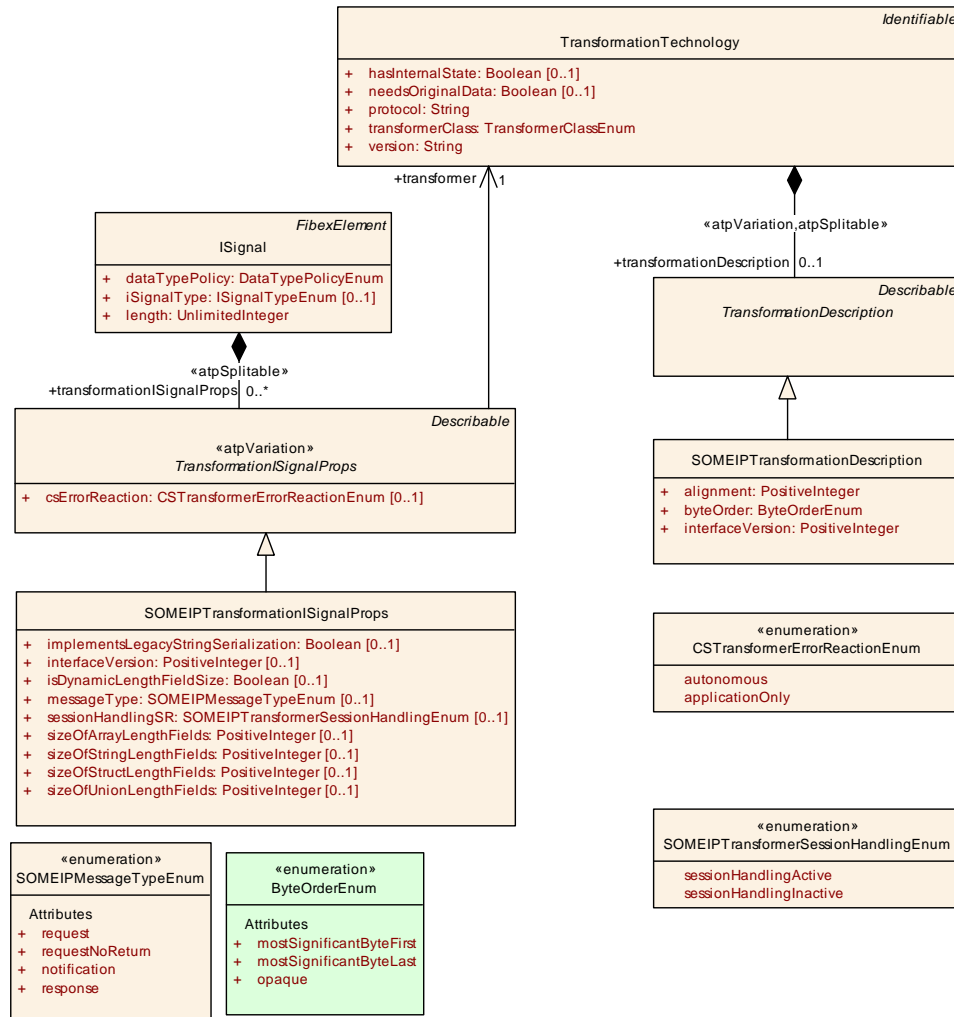 Identifiable
TransformationTechnology
+ hasInternalState: Boolean [0..1]
+ needsOriginalData: Boolean [0..1]
+ protocol: String
+ transformerClass: TransformerClassEnum
+ version: String
+transformer 1
FibexElement
ISignal
+ dataTypePolicy: DataTypePolicyEnum
+ iSignalType: ISignalTypeEnum [0..1]
+ length: UnlimitedInteger
«atpVariation,atpSplitable»
+transformationDescription 0..1
Describable
TransformationDescription
«atpSplitable»
+transformationISignalProps 0..*
Describable
«atpVariation»
TransformationISignalProps
+ csErrorReaction: CSTransformerErrorReactionEnum [0..1]
SOMEIPTransformationDescription
+ alignment: PositiveInteger
+ byteOrder: ByteOrderEnum
+ interfaceVersion: PositiveInteger
SOMEIPTransformationISignalProps
+ implementsLegacyStringSerialization: Boolean [0..1]
+ interfaceVersion: PositiveInteger [0..1]
+ isDynamicLengthFieldSize: Boolean [0..1]
+ messageType: SOMEIPMessageTypeEnum [0..1]
+ sessionHandlingSR: SOMEIPTransformerSessionHandlingEnum [0..1]
+ sizeOfArrayLengthFields: PositiveInteger [0..1]
+ sizeOfStringLengthFields: PositiveInteger [0..1]
+ sizeOfStructLengthFields: PositiveInteger [0..1]
+ sizeOfUnionLengthFields: PositiveInteger [0..1]
«enumeration»
CSTransformerErrorReactionEnum
autonomous
applicationOnly
«enumeration»
SOMEIPTransformerSessionHandlingEnum
sessionHandlingActive
sessionHandlingInactive
«enumeration»
SOMEIPMessageTypeEnum
Attributes
+ request
+ requestNoReturn
+ notification
+ response
«enumeration»
ByteOrderEnum
Attributes
+ mostSignificantByteFirst
+ mostSignificantByteLast
+ opaque